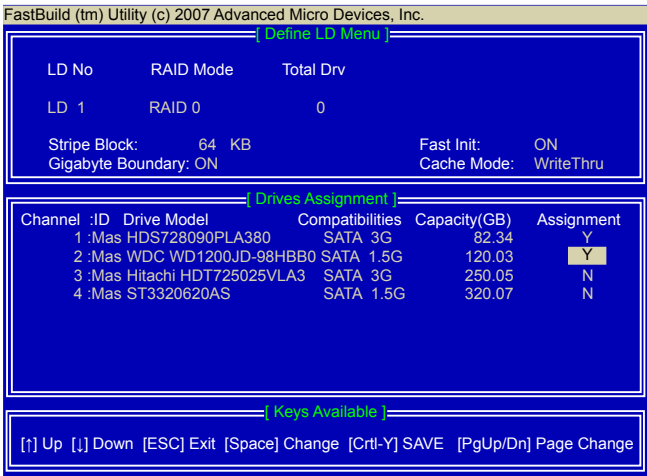 FastBuild (tm) Utility (c) 2007 Advanced Micro Devices, Inc.
[ Define LD Menu ]
LD No RAID Mode Total Drv
LD 1 RAID 0 0
Stripe Block: 64 KB Fast Init: ON
Gigabyte Boundary: ON Cache Mode: WriteThru
[ Drives Assignment ]
Channel :ID Drive Model Compatibilities Capacity(GB) Assignment
1 :Mas HDS728090PLA380 SATA 3G 82.34 Y
2 :Mas WDC WD1200JD-98HBB0 SATA 1.5G 120.03 Y
3 :Mas Hitachi HDT725025VLA3 SATA 3G 250.05 N
4 :Mas ST3320620AS SATA 1.5G 320.07 N
[ Keys Available ]
[↑] Up [↓] Down [ESC] Exit [Space] Change [Crtl-Y] SAVE [PgUp/Dn] Page Change